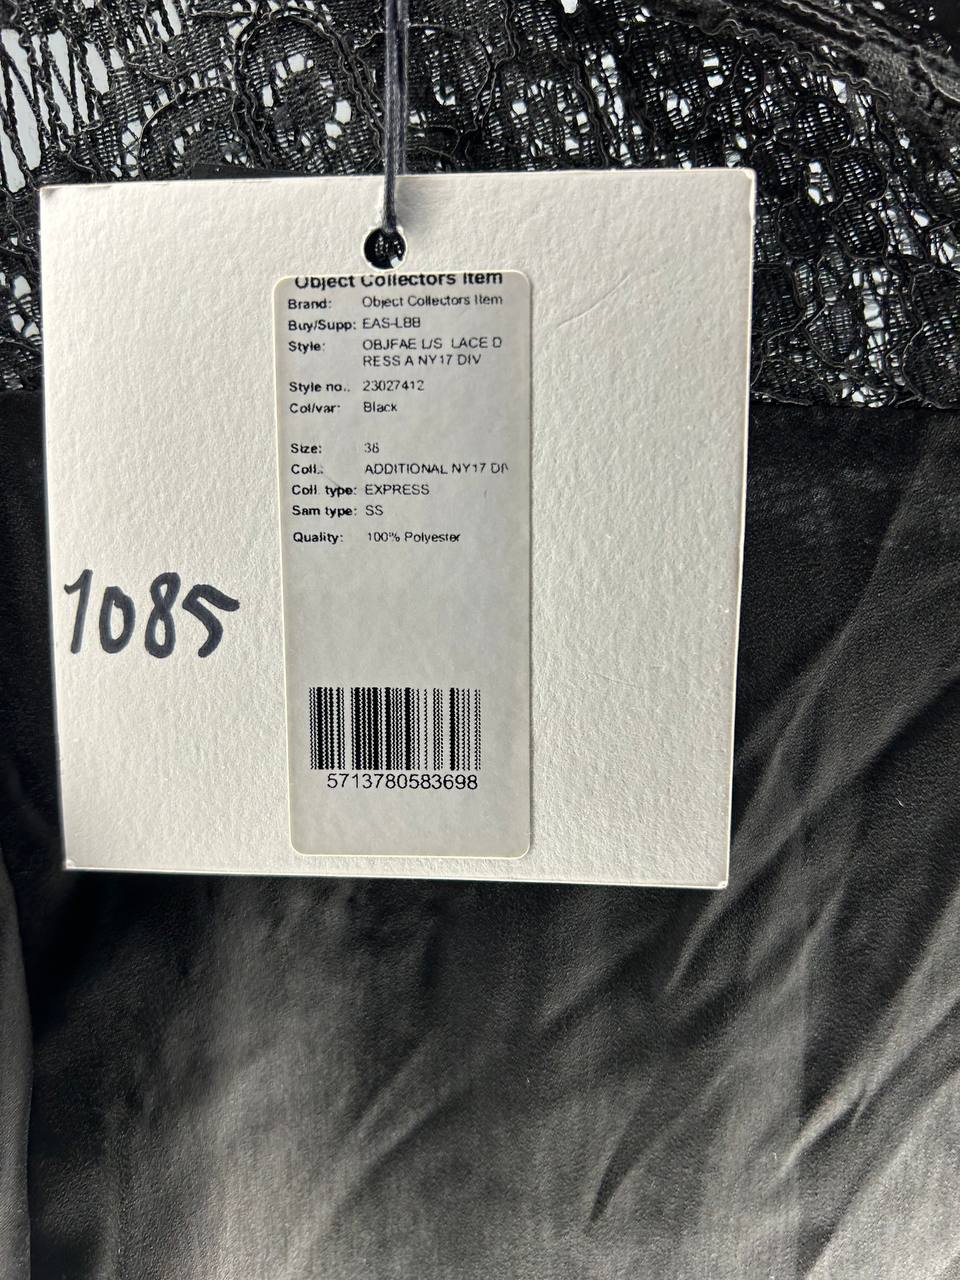 Object Collectors Item
Brand: Object Collectors Item
Buy/Supp: EAS-LBB
Style: OBJFAE L/S LACE D
RESS A NY17 DIV
Style no.: 23027412
Col/var: Black
Size: 36
Coll.: ADDITIONAL NY17 DI
Coll. type: EXPRESS
Sam type: SS
Quality: 100% Polyester
1085
5713780583698